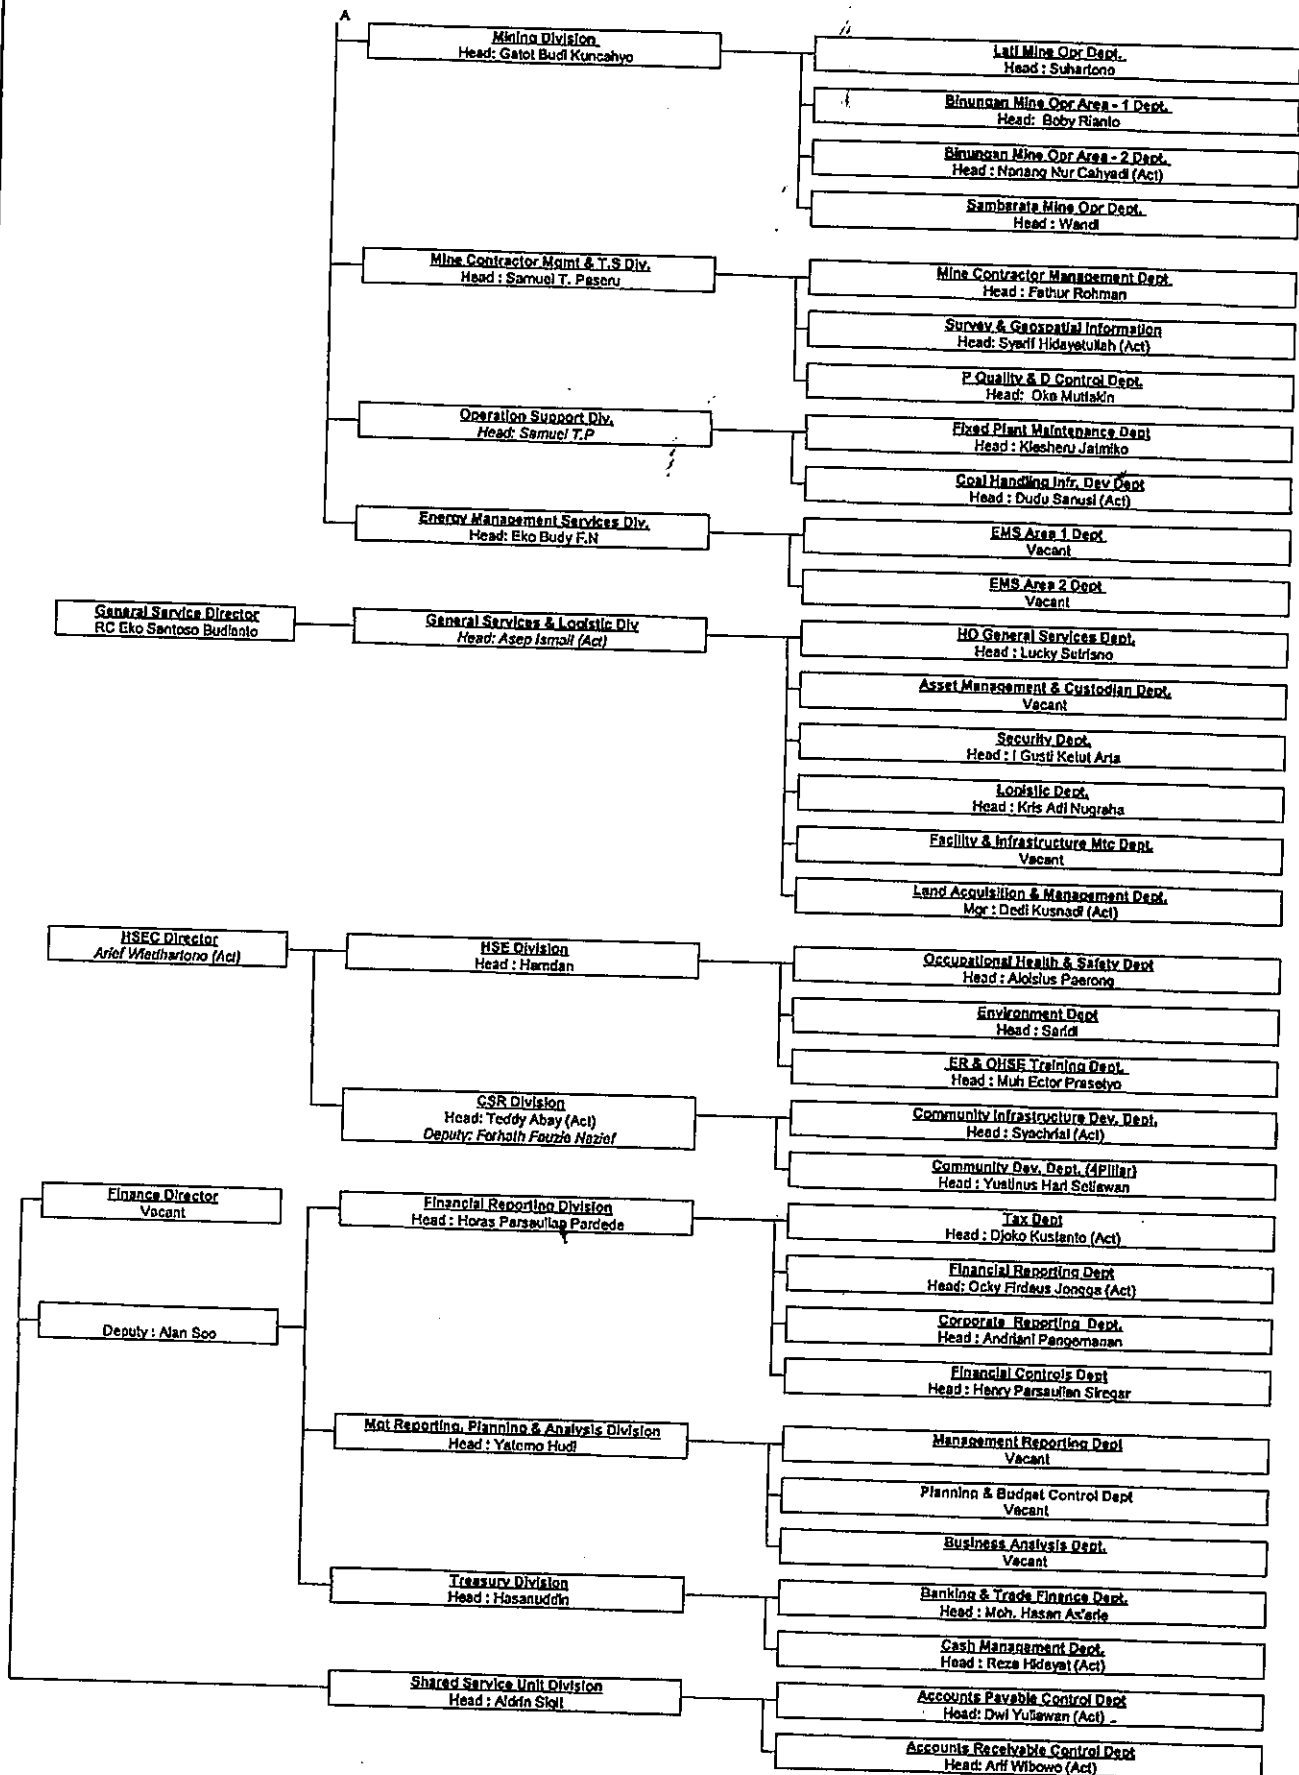 A
Mining Division
Head: Gatot Budi Kuncahyo
Lati Mine Opr Dept.
Head : Suhartono
Binungan Mine Opr Area - 1 Dept.
Head: Boby Rianto
Binungan Mine Opr Area - 2 Dept.
Head : Nanang Nur Cahyadi (Act)
Sambarata Mine Opr Dept.
Head : Wandi
Mine Contractor Mgmt & T.S Div.
Head : Samuel T. Paseru
Mine Contractor Management Dept
Head : Fathur Rohman
Survey & Geospatial Information
Head: Syarif Hidayatullah (Act)
P Quality & D Control Dept.
Head: Oka Mutlakin
Operation Support Div.
Head: Samuel T.P
Fixed Plant Maintenance Dept
Head : Kiesheru Jatmiko
Coal Handling Infr. Dev Dept
Head : Dudu Sanusi (Act)
Energy Management Services Div.
Head: Eko Budy F.N
EMS Area 1 Dept
Vacant
EMS Area 2 Dept
Vacant
General Service Director
RC Eko Santoso Budianto
General Services & Logistic Div
Head: Asep Ismail (Act)
HO General Services Dept.
Head : Lucky Sutrisno
Asset Management & Custodian Dept.
Vacant
Security Dept.
Head : I Gusti Ketut Arta
Logistic Dept.
Head : Kris Adi Nugraha
Facility & Infrastructure Mtc Dept.
Vacant
Land Acquisition & Management Dept.
Mgr : Dedi Kusnadi (Act)
HSEC Director
Arief Wiedhartono (Act)
HSE Division
Head : Hamdan
Occupational Health & Safety Dept
Head : Aloisius Paerong
Environment Dept
Head : Saridi
ER & OHSE Training Dept.
Head : Muh Ector Prasetyo
CSR Division
Head: Teddy Abay (Act)
Deputy: Farhath Fauzia Nazief
Community Infrastructure Dev. Dept.
Head : Syachrial (Act)
Community Dev. Dept. (4Pillar)
Head : Yustinus Hari Setiawan
Finance Director
Vacant
Financial Reporting Division
Head : Horas Parsaulian Pardede
Tax Dept
Head : Djoko Kustanto (Act)
Financial Reporting Dept
Head: Ocky Firdaus Jongga (Act)
Deputy : Alan Soo
Corporate Reporting Dept.
Head : Andriani Pangemanan
Financial Controls Dept
Head : Henry Parsaulian Siregar
Mgt Reporting, Planning & Analysis Division
Head : Yatemo Hudi
Management Reporting Dept
Vacant
Planning & Budget Control Dept
Vacant
Business Analysis Dept.
Vacant
Treasury Division
Head : Hasanuddin
Banking & Trade Finance Dept.
Head : Moh. Hasan As'arie
Cash Management Dept.
Head : Reza Hidayat (Act)
Shared Service Unit Division
Head : Aldrin Sigit
Accounts Payable Control Dept
Head: Dwi Yuliawan (Act)
Accounts Receivable Control Dept
Head: Arif Wibowo (Act)